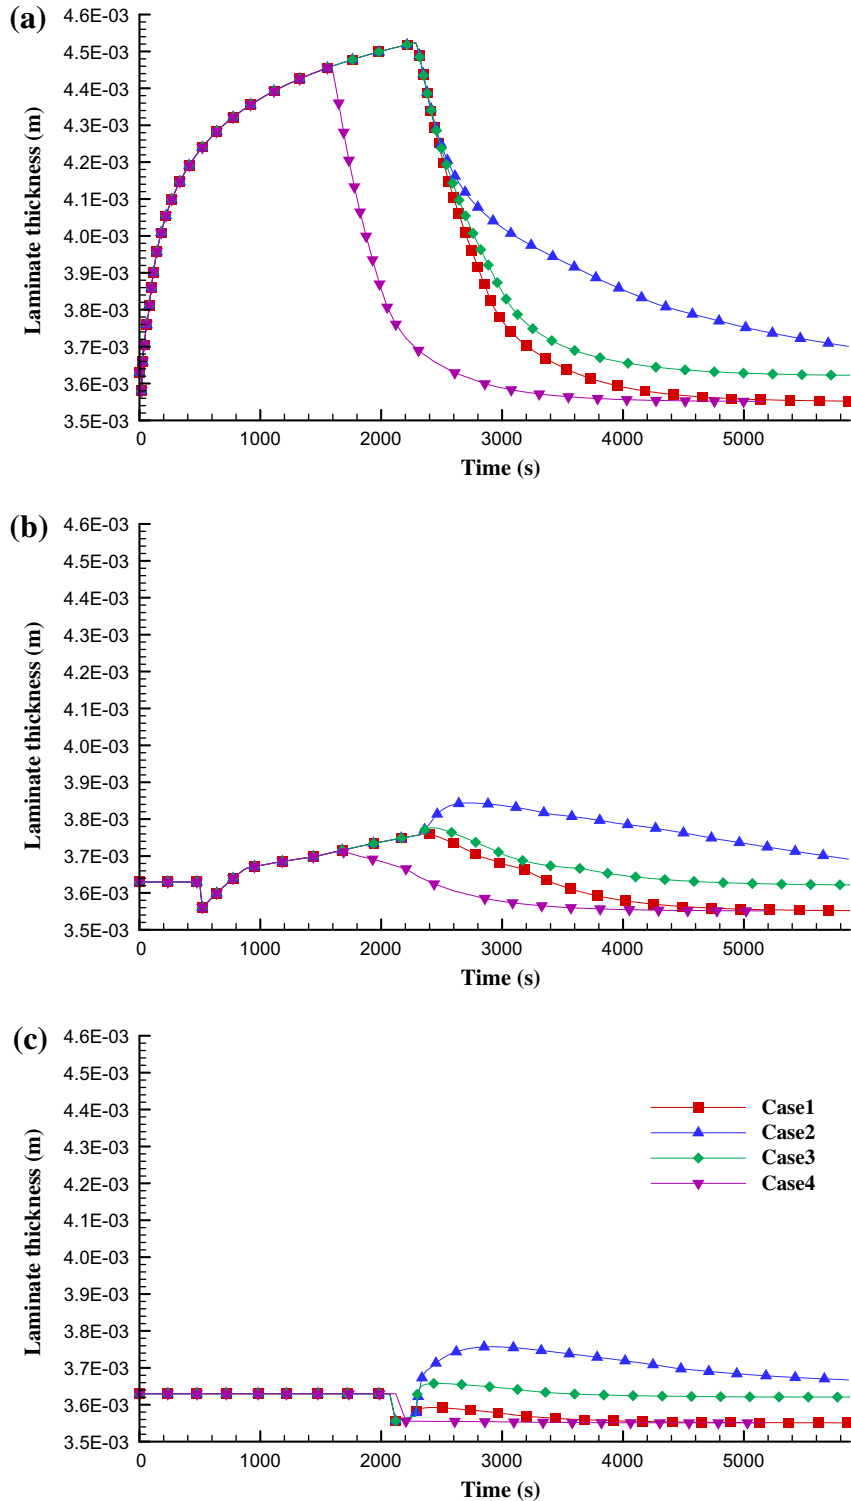 (a)
4.6E-03
4.5E-03
4.4E-03
4.3E-03
4.2E-03
4.1E-03
4.0E-03
3.9E-03
3.8E-03
3.7E-03
3.6E-03
3.5E-03
Laminate thickness (m)
0 1000 2000 3000 4000 5000
Time (s)
(b)
4.6E-03
4.5E-03
4.4E-03
4.3E-03
4.2E-03
4.1E-03
4.0E-03
3.9E-03
3.8E-03
3.7E-03
3.6E-03
3.5E-03
Laminate thickness (m)
0 1000 2000 3000 4000 5000
Time (s)
(c)
4.6E-03
4.5E-03
4.4E-03
4.3E-03
4.2E-03
4.1E-03
4.0E-03
3.9E-03
3.8E-03
3.7E-03
3.6E-03
3.5E-03
Laminate thickness (m)
Case1
Case2
Case3
Case4
0 1000 2000 3000 4000 5000
Time (s)